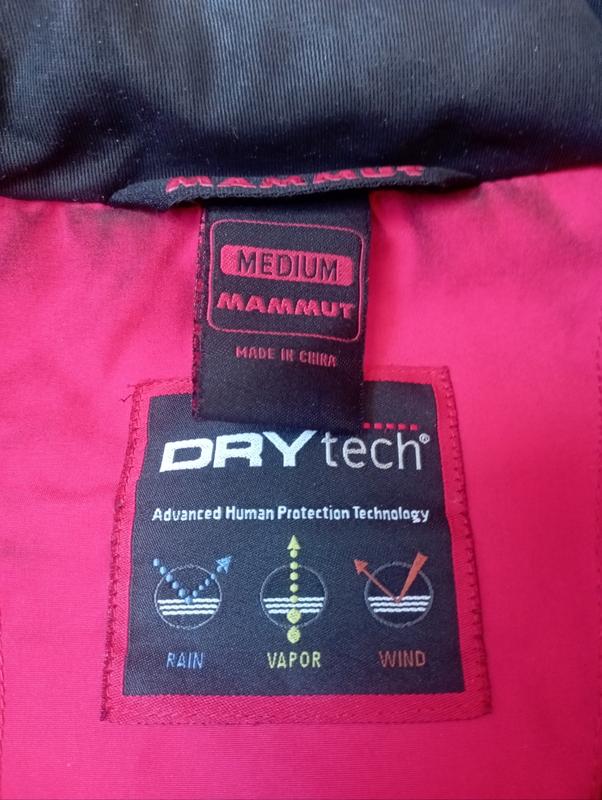 MAMMUT
MEDIUM
MAMMUT
MADE IN CHINA
DRYtech®
Advanced Human Protection Technology
RAIN VAPOR WIND